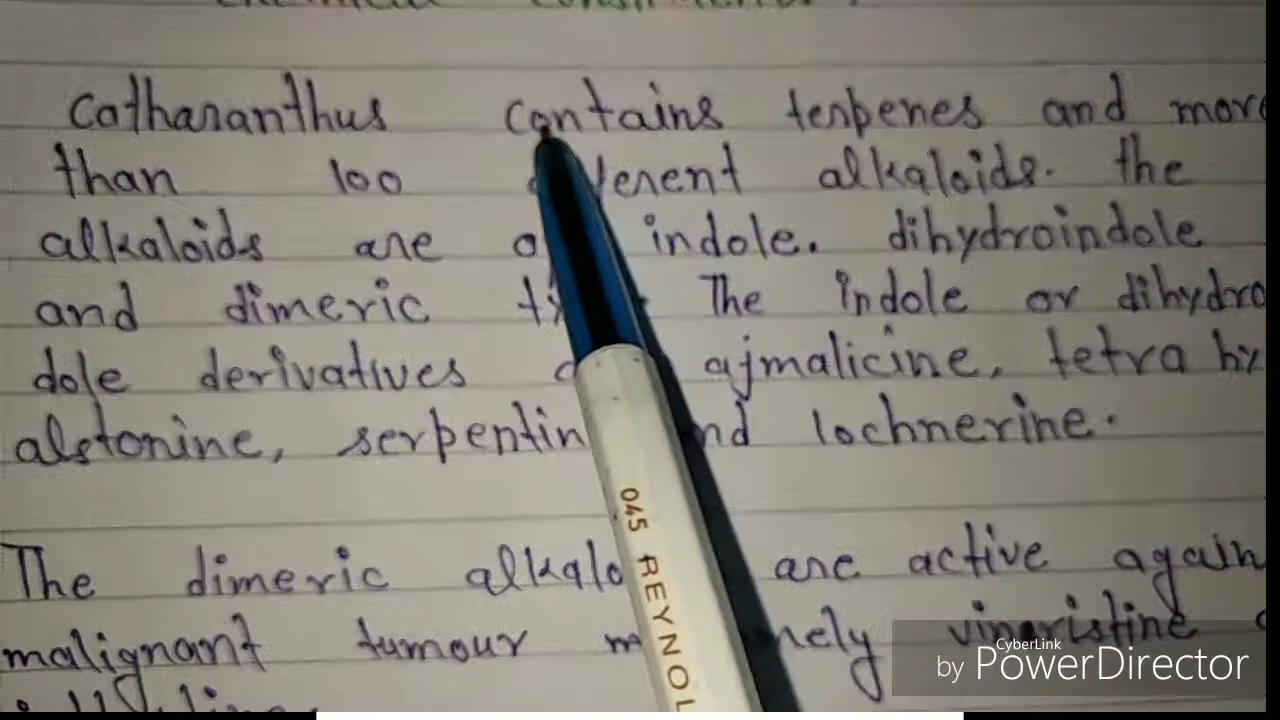 Catharanthus contains terpenes and more
than 100 alkaloids. the
alkaloids are indole. dihydroindole
and dimeric The indole or dihydro
dole derivatives ajmalicine, tetra hy
alstonine, serpentin nd lochnerine.
The dimeric alkalo are active again
malignant tumour vincristine
045 REYNOL
CyberLink
by PowerDirector